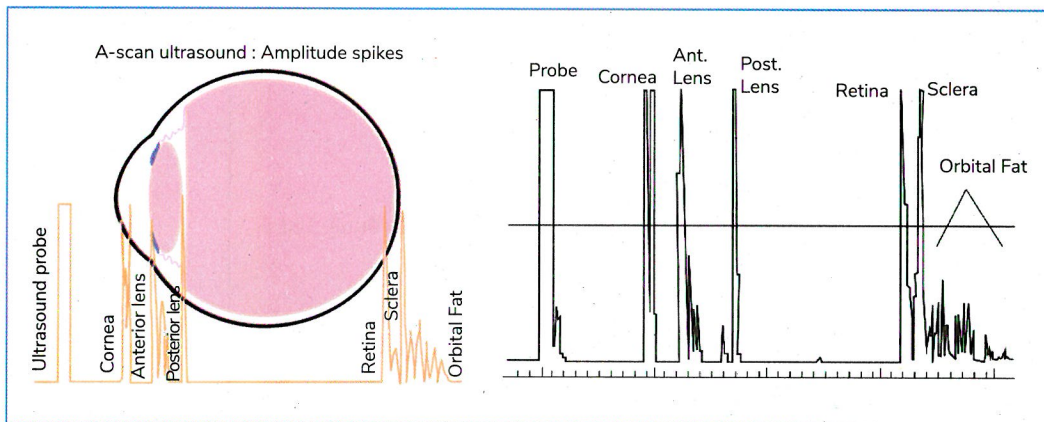 A-scan ultrasound : Amplitude spikes
Ultrasound probe
Cornea
Anterior lens
Posterior lens
Retina
Sclera
Orbital Fat
Probe
Cornea
Ant.
Lens
Post.
Lens
Retina
Sclera
Orbital Fat